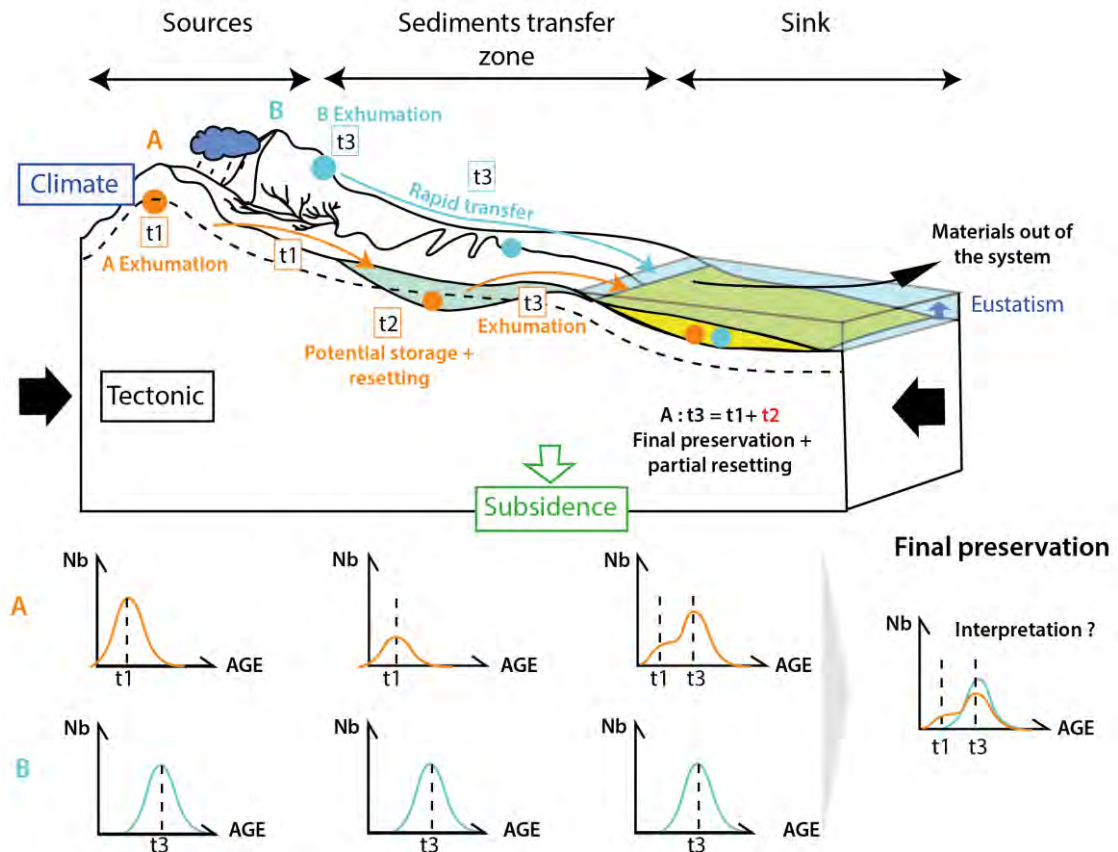 Sources
Sediments transfer
zone
Sink
B
B Exhumation
t3
A
t3
Rapid transfer
Climate
t1
A Exhumation
t1
Materials out of
the system
Eustatism
t2
t3
Exhumation
Potential storage +
resetting
Tectonic
A : t3 = t1+ t2
Final preservation +
partial resetting
Subsidence
Final preservation
A
Nb
AGE
t1
Nb
AGE
t1
Nb
AGE
t1
t3
Nb
Interpretation ?
AGE
t1
t3
B
Nb
AGE
t3
Nb
AGE
t3
Nb
AGE
t3